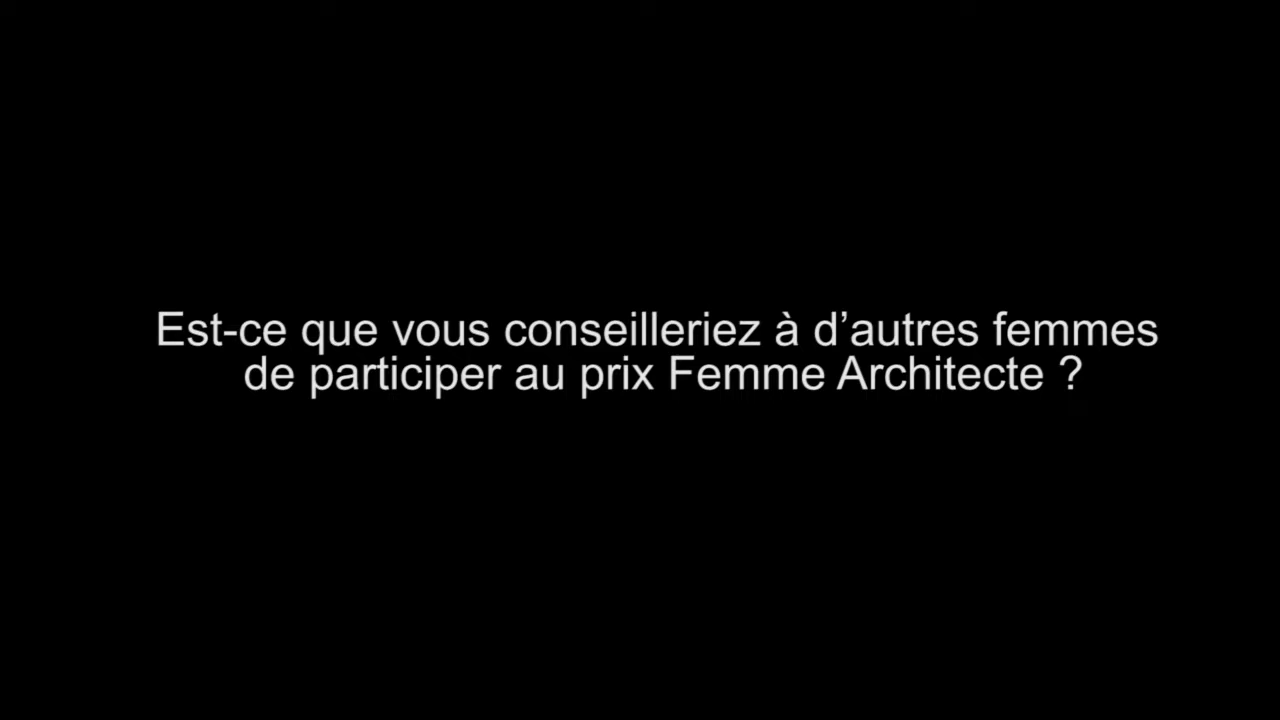 Est-ce que vous conseilleriez à d’autres femmes
de participer au prix Femme Architecte ?